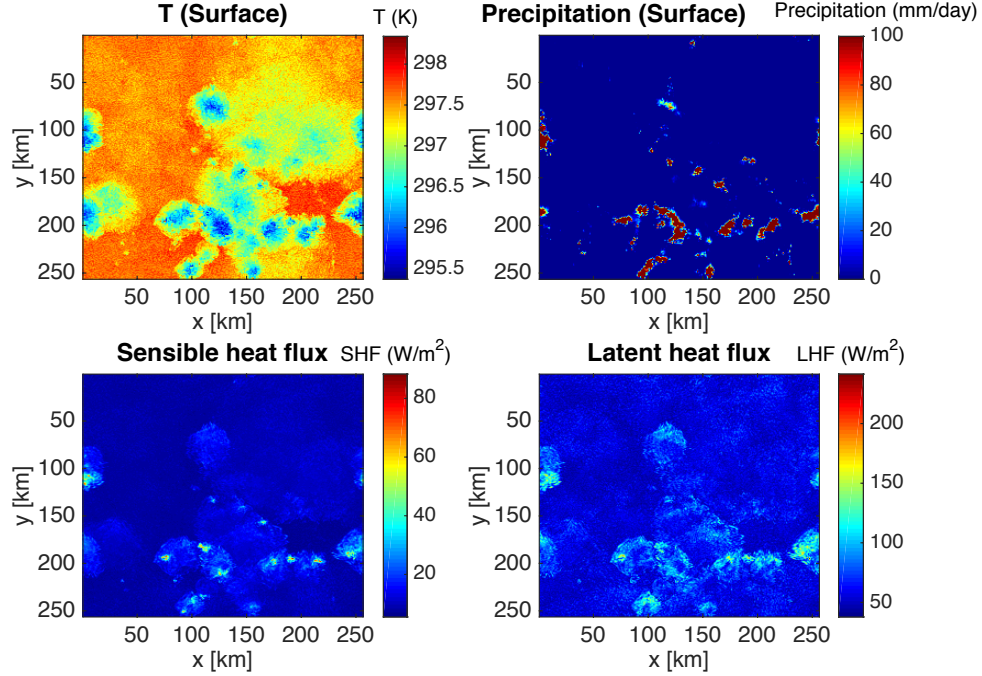 T (Surface)
T (K)
298
297.5
297
296.5
296
295.5
50
100
150
200
250
y [km]
50 100 150 200 250
x [km]
Precipitation (Surface)
Precipitation (mm/day)
100
80
60
40
20
0
50
100
150
200
250
y [km]
50 100 150 200 250
x [km]
Sensible heat flux
SHF (W/m²)
80
60
40
20
50
100
150
200
250
y [km]
50 100 150 200 250
x [km]
Latent heat flux
LHF (W/m²)
200
150
100
50
50
100
150
200
250
y [km]
50 100 150 200 250
x [km]